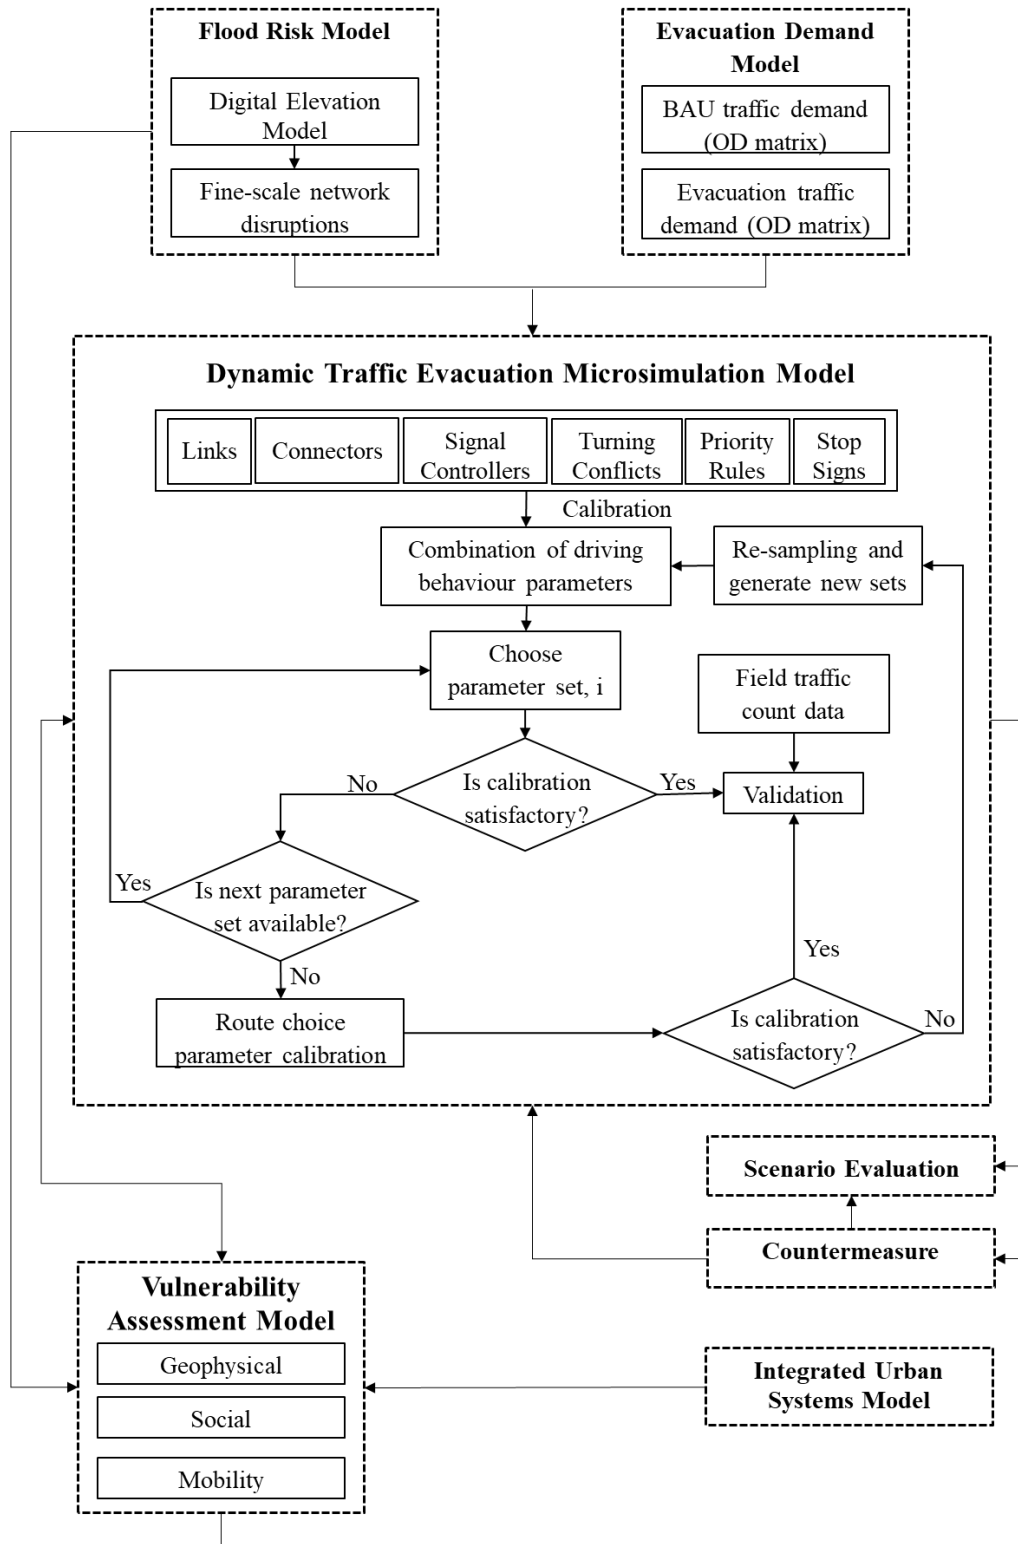 Flood Risk Model
Digital Elevation
Model
Fine-scale network
disruptions
Evacuation Demand
Model
BAU traffic demand
(OD matrix)
Evacuation traffic
demand (OD matrix)
Dynamic Traffic Evacuation Microsimulation Model
Links
Connectors
Signal
Controllers
Turning
Conflicts
Priority
Rules
Stop
Signs
Calibration
Combination of driving
behaviour parameters
Re-sampling and
generate new sets
Choose
parameter set, i
Field traffic
count data
No
Is calibration
satisfactory?
Yes
Validation
Yes
Is next parameter
set available?
No
Yes
Route choice
parameter calibration
Is calibration
satisfactory?
No
Scenario Evaluation
Countermeasure
Vulnerability
Assessment Model
Geophysical
Social
Mobility
Integrated Urban
Systems Model